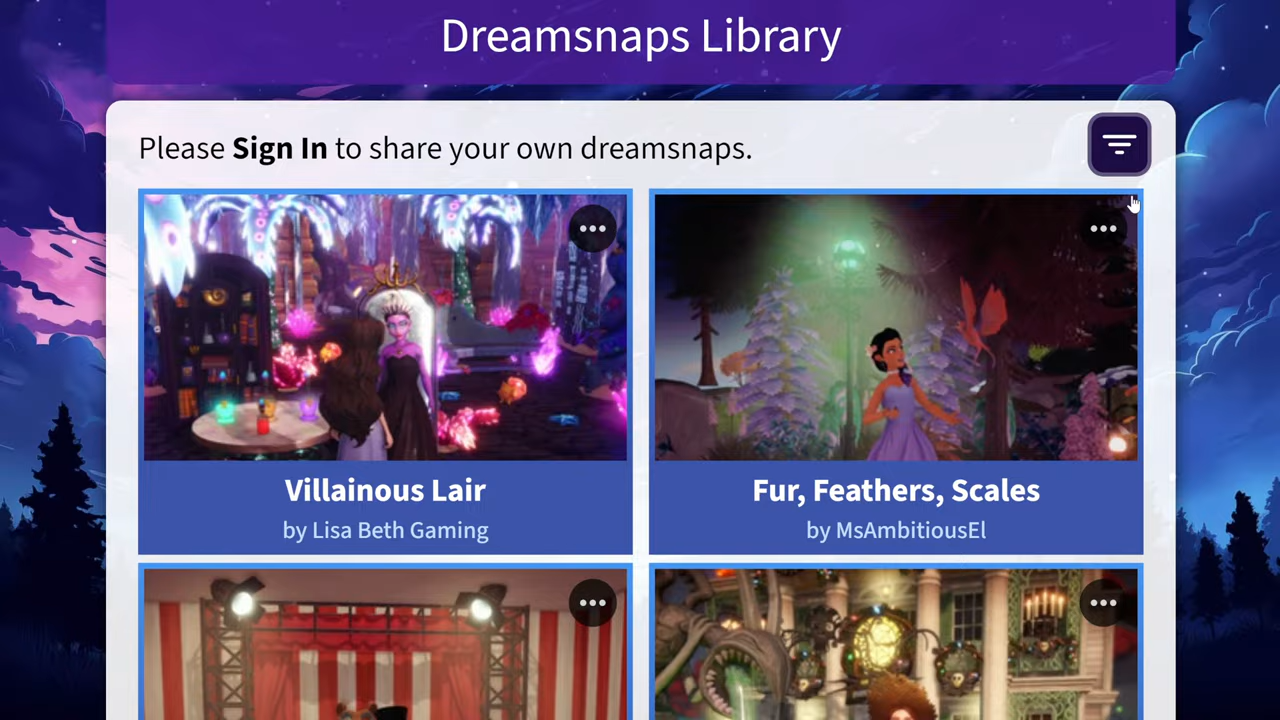 Dreamsnaps Library
Please Sign In to share your own dreamsnaps.
Villainous Lair
by Lisa Beth Gaming
Fur, Feathers, Scales
by MsAmbitiousEl